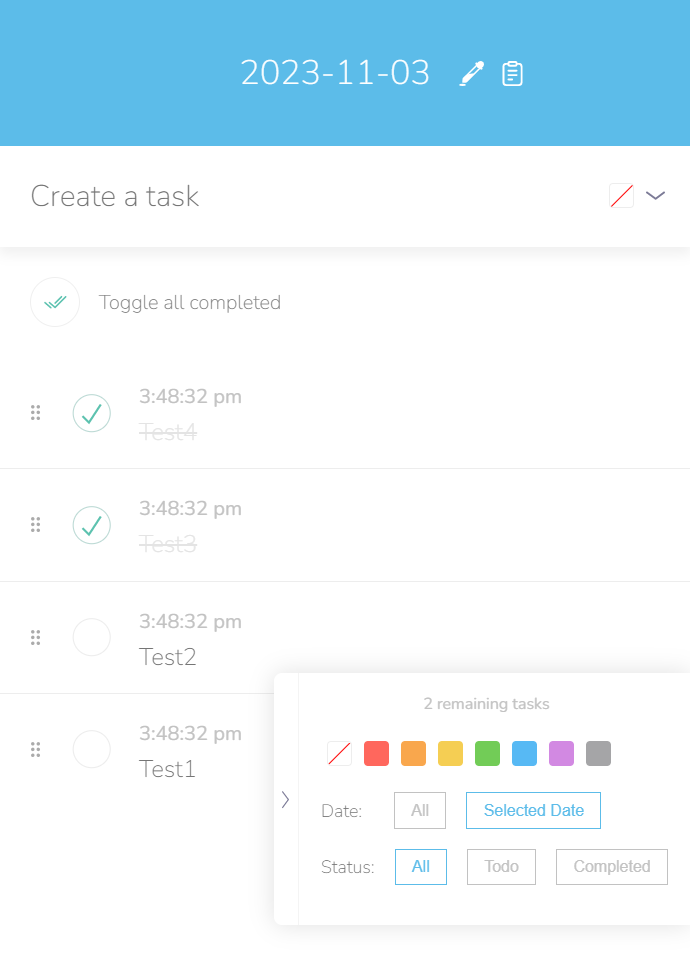 2023-11-03
Create a task
Toggle all completed
3:48:32 pm
Test4
3:48:32 pm
Test3
3:48:32 pm
Test2
3:48:32 pm
Test1
2 remaining tasks
Date: All Selected Date
Status: All Todo Completed